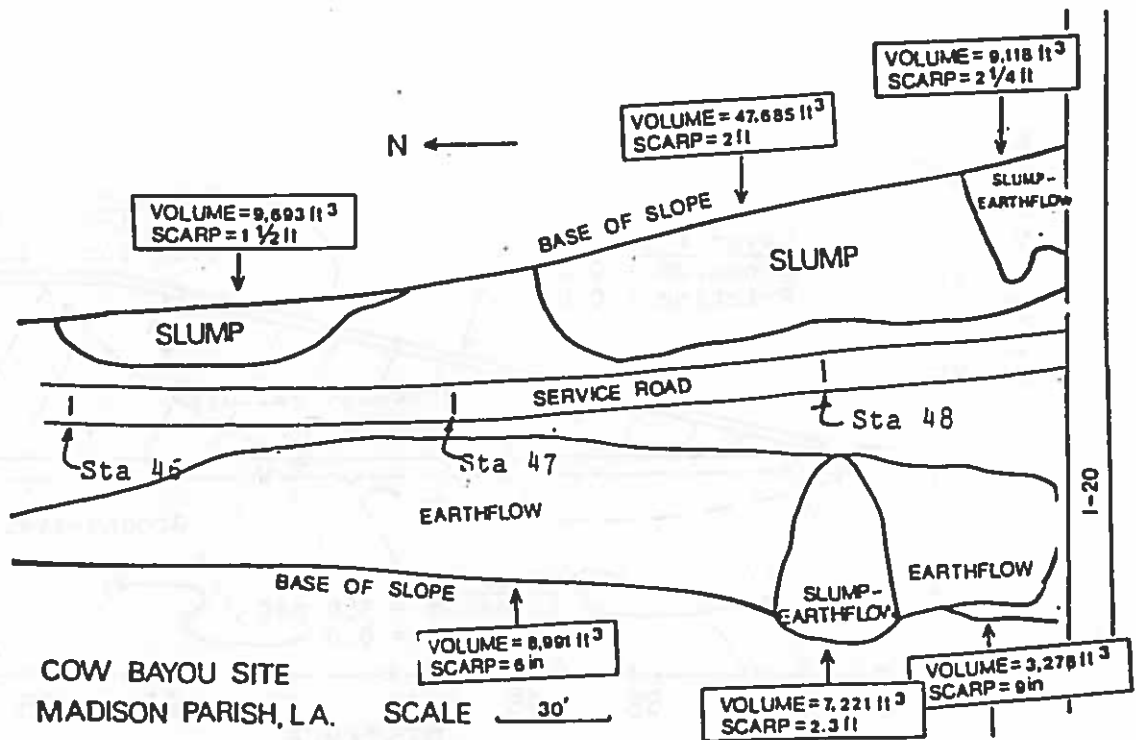 VOLUME = 9,118 ft³
SCARP = 2 1/4 ft
VOLUME = 47,685 ft³
SCARP = 2 ft
N
VOLUME = 9,693 ft³
SCARP = 1 1/2 ft
SLUMP-
EARTHFLOW
BASE OF SLOPE
SLUMP
SLUMP
SERVICE ROAD
Sta 46
Sta 47
Sta 48
I-20
EARTHFLOW
EARTHFLOW
SLUMP-
EARTHFLOW
BASE OF SLOPE
VOLUME = 8,991 ft³
SCARP = 6 in
VOLUME = 3,278 ft³
SCARP = 9 in
VOLUME = 7,221 ft³
SCARP = 2.3 ft
COW BAYOU SITE
MADISON PARISH, LA. SCALE 30'